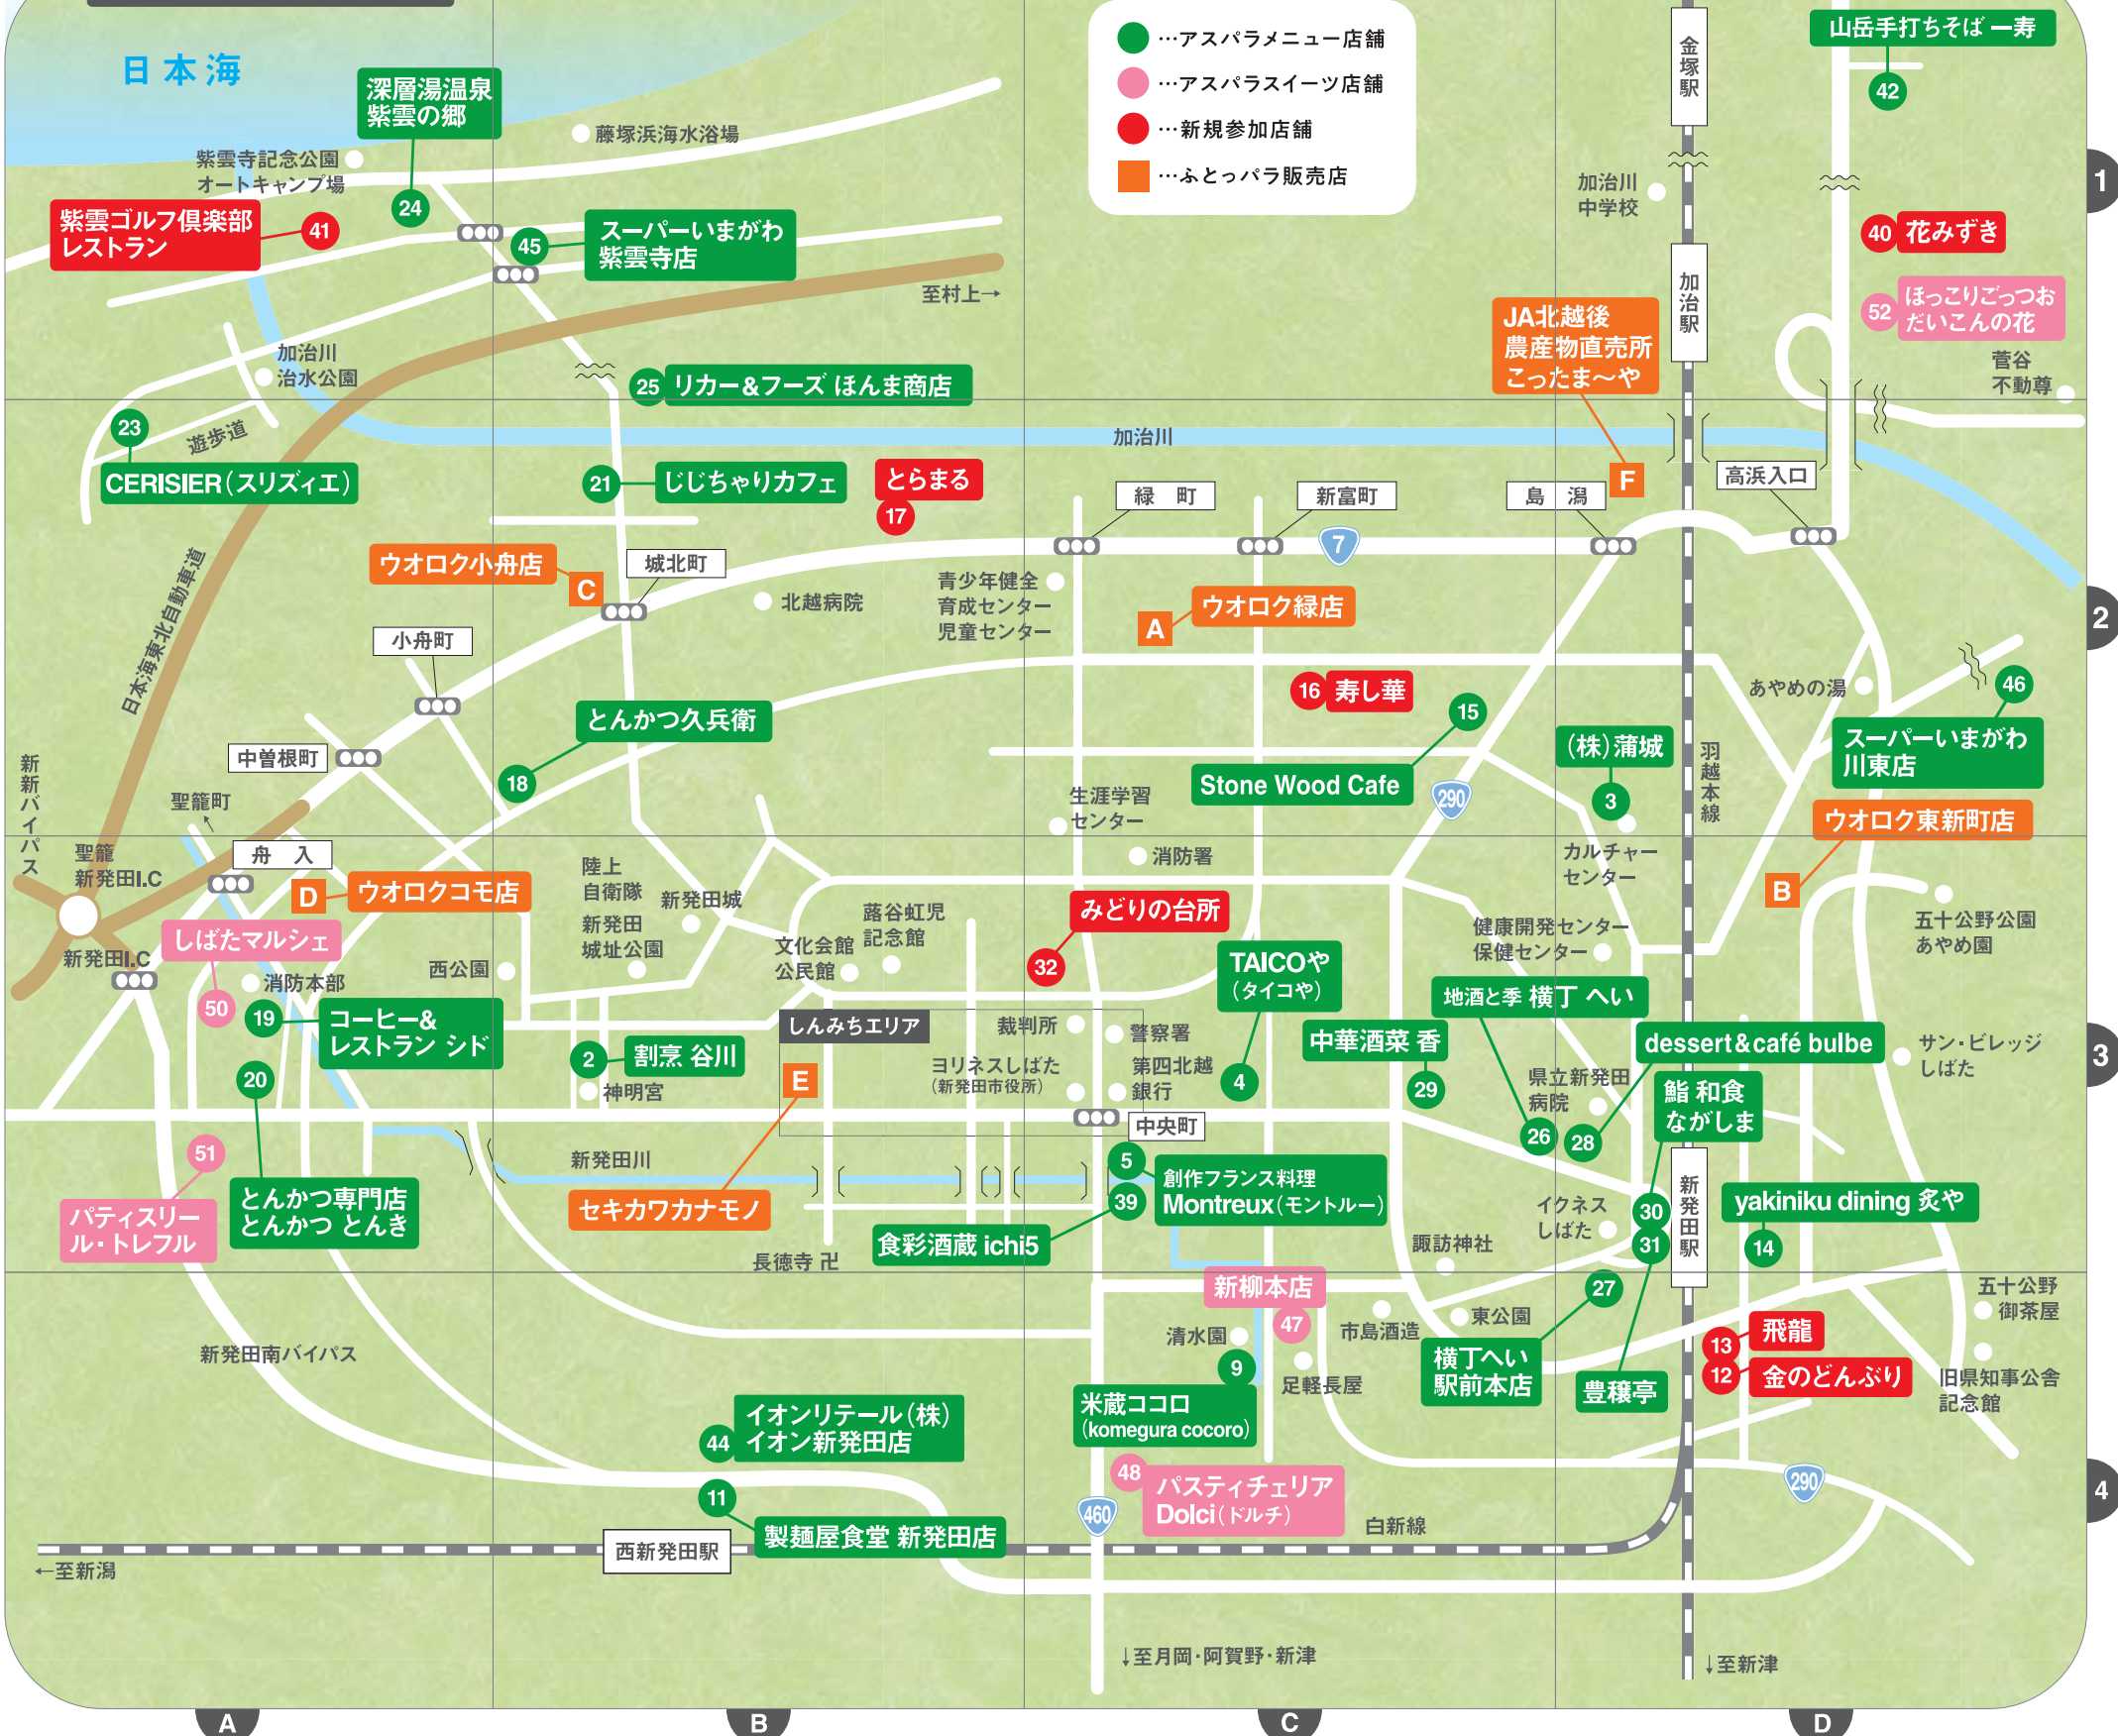 日本海
深層湯温泉
紫雲の郷
24
紫雲寺記念公園
オートキャンプ場
藤塚浜海水浴場
…アスパラメニュー店舗
…アスパラスイーツ店舗
…新規参加店舗
…ふとっパラ販売店
金塚駅
山岳手打ちそば 一寿
42
加治川
中学校
1
紫雲ゴルフ倶楽部
レストラン
41
45
スーパーいまがわ
紫雲寺店
至村上→
40
花みずき
加治駅
52
ほっこりごっつお
だいこんの花
JA北越後
農産物直売所
こったま〜や
F
菅谷
不動尊
加治川
治水公園
25
リカー&フーズ ほんま商店
23
遊歩道
CERISIER(スリズィエ)
加治川
21
じじちゃりカフェ
とらまる
17
緑 町
新富町
島 潟
高浜入口
7
日本海東北自動車道
ウオロク小舟店
C
城北町
北越病院
青少年健全
育成センター
児童センター
A
ウオロク緑店
2
小舟町
16
寿し華
15
あやめの湯
46
とんかつ久兵衛
18
Stone Wood Cafe
(株)蒲城
3
羽越本線
スーパーいまがわ
川東店
中曽根町
新新バイパス
聖籠町
生涯学習
センター
290
ウオロク東新町店
B
聖籠
新発田I.C
舟 入
D
ウオロクコモ店
陸上
自衛隊
新発田城
新発田
城址公園
消防署
カルチャー
センター
しばたマルシェ
50
新発田I.C
消防本部
西公園
蕗谷虹児
記念館
文化会館
公民館
みどりの台所
32
TAICOや
(タイコや)
4
健康開発センター
保健センター
五十公野公園
あやめ園
19
コーヒー&
レストラン シド
20
2
割烹 谷川
神明宮
しんみちエリア
E
裁判所
警察署
ヨリネスしばた
(新発田市役所)
第四北越
銀行
中央町
中華酒菜 香
29
地酒と季 横丁 へい
26
dessert&café bulbe
28
県立新発田
病院
鮨 和食
ながしま
サン・ビレッジ
しばた
3
51
パティスリー
ル・トレフル
とんかつ専門店
とんかつ とんき
新発田川
セキカワカナモノ
長徳寺 卍
5
創作フランス料理
Montreux(モントルー)
39
食彩酒蔵 ichi5
諏訪神社
イクネス
しばた
30
31
新発田駅
yakiniku dining 炙や
14
新発田南バイパス
新柳本店
47
清水園
9
市島酒造
足軽長屋
東公園
27
横丁へい
駅前本店
豊穣亭
13
飛龍
12
金のどんぶり
五十公野
御茶屋
旧県知事公舎
記念館
44
イオンリテール(株)
イオン新発田店
米蔵ココロ
(komegura cocoro)
48
パスティチェリア
Dolci(ドルチ)
11
製麺屋食堂 新発田店
460
290
4
白新線
西新発田駅
←至新潟
↓至月岡・阿賀野・新津
↓至新津
A
B
C
D